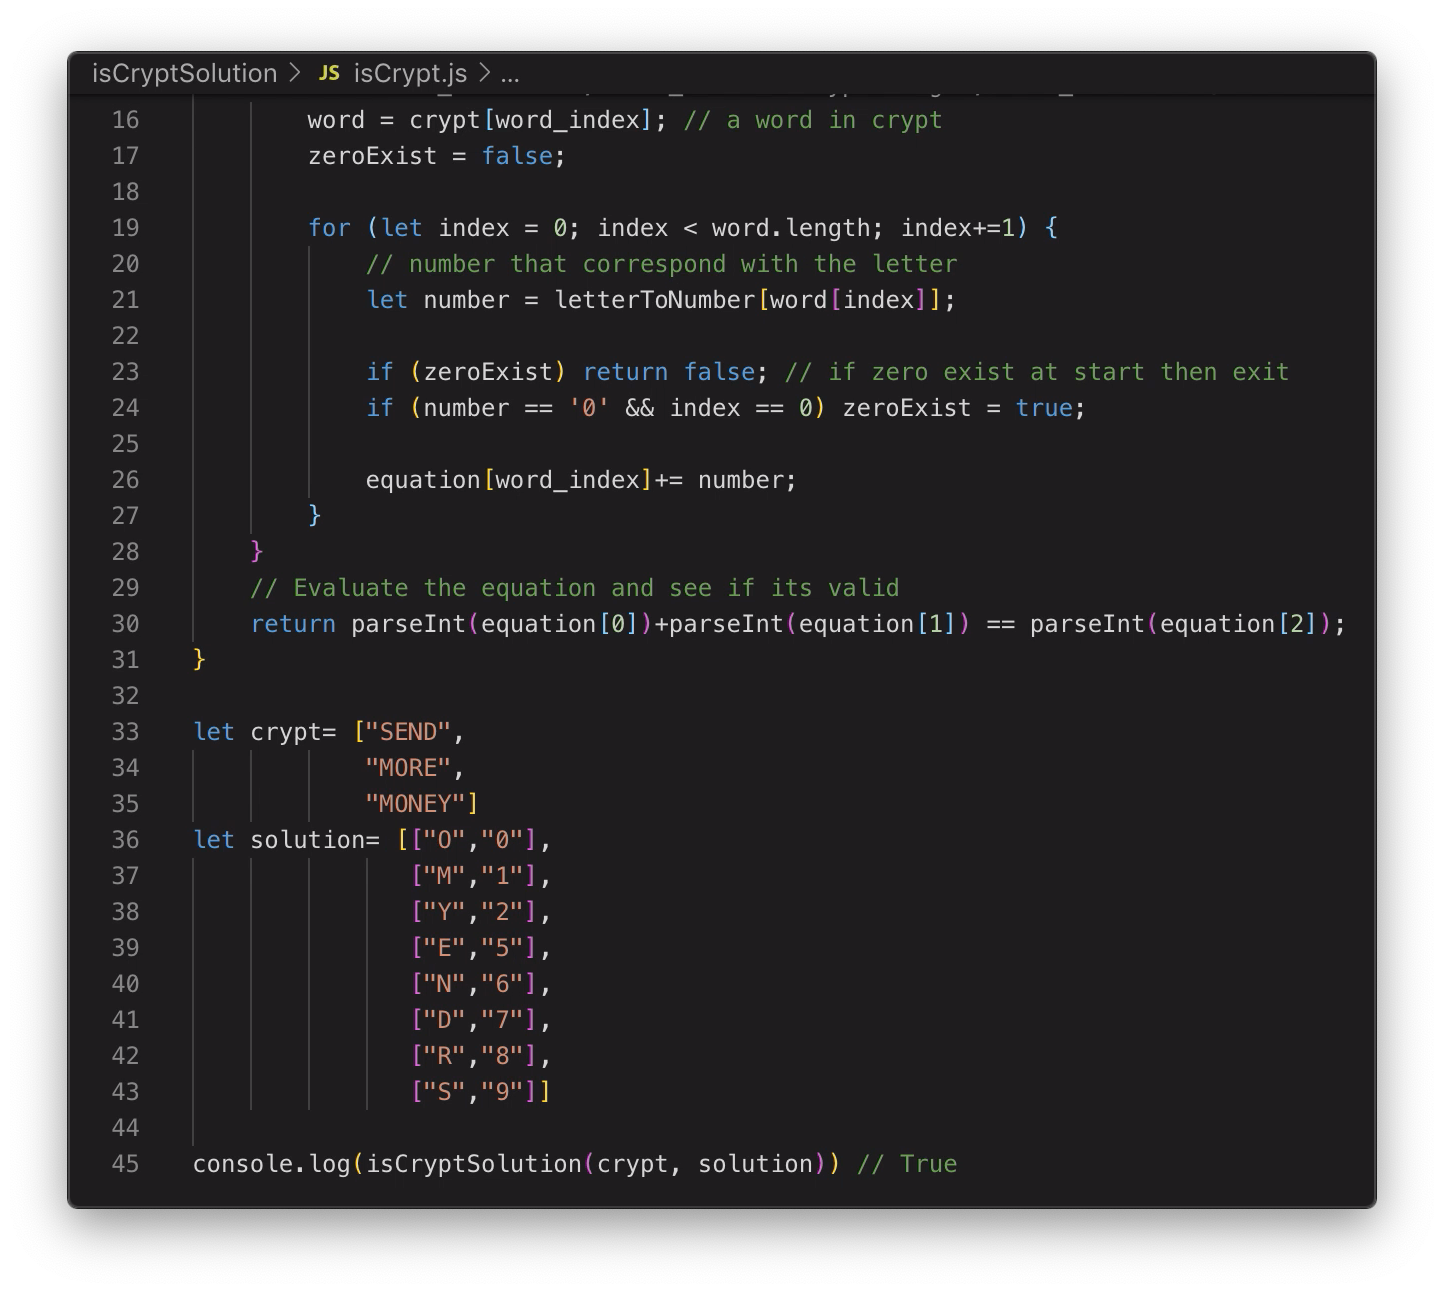 isCryptSolution > JS isCrypt.js > ...
16 word = crypt[word_index]; // a word in crypt
17 zeroExist = false;
18
19 for (let index = 0; index < word.length; index+=1) {
20 // number that correspond with the letter
21 let number = letterToNumber[word[index]];
22
23 if (zeroExist) return false; // if zero exist at start then exit
24 if (number == '0' && index == 0) zeroExist = true;
25
26 equation[word_index]+= number;
27 }
28 }
29 // Evaluate the equation and see if its valid
30 return parseInt(equation[0])+parseInt(equation[1]) == parseInt(equation[2]);
31 }
32
33 let crypt= ["SEND",
34 "MORE",
35 "MONEY"]
36 let solution= [["O","0"],
37 ["M","1"],
38 ["Y","2"],
39 ["E","5"],
40 ["N","6"],
41 ["D","7"],
42 ["R","8"],
43 ["S","9"]]
44
45 console.log(isCryptSolution(crypt, solution)) // True